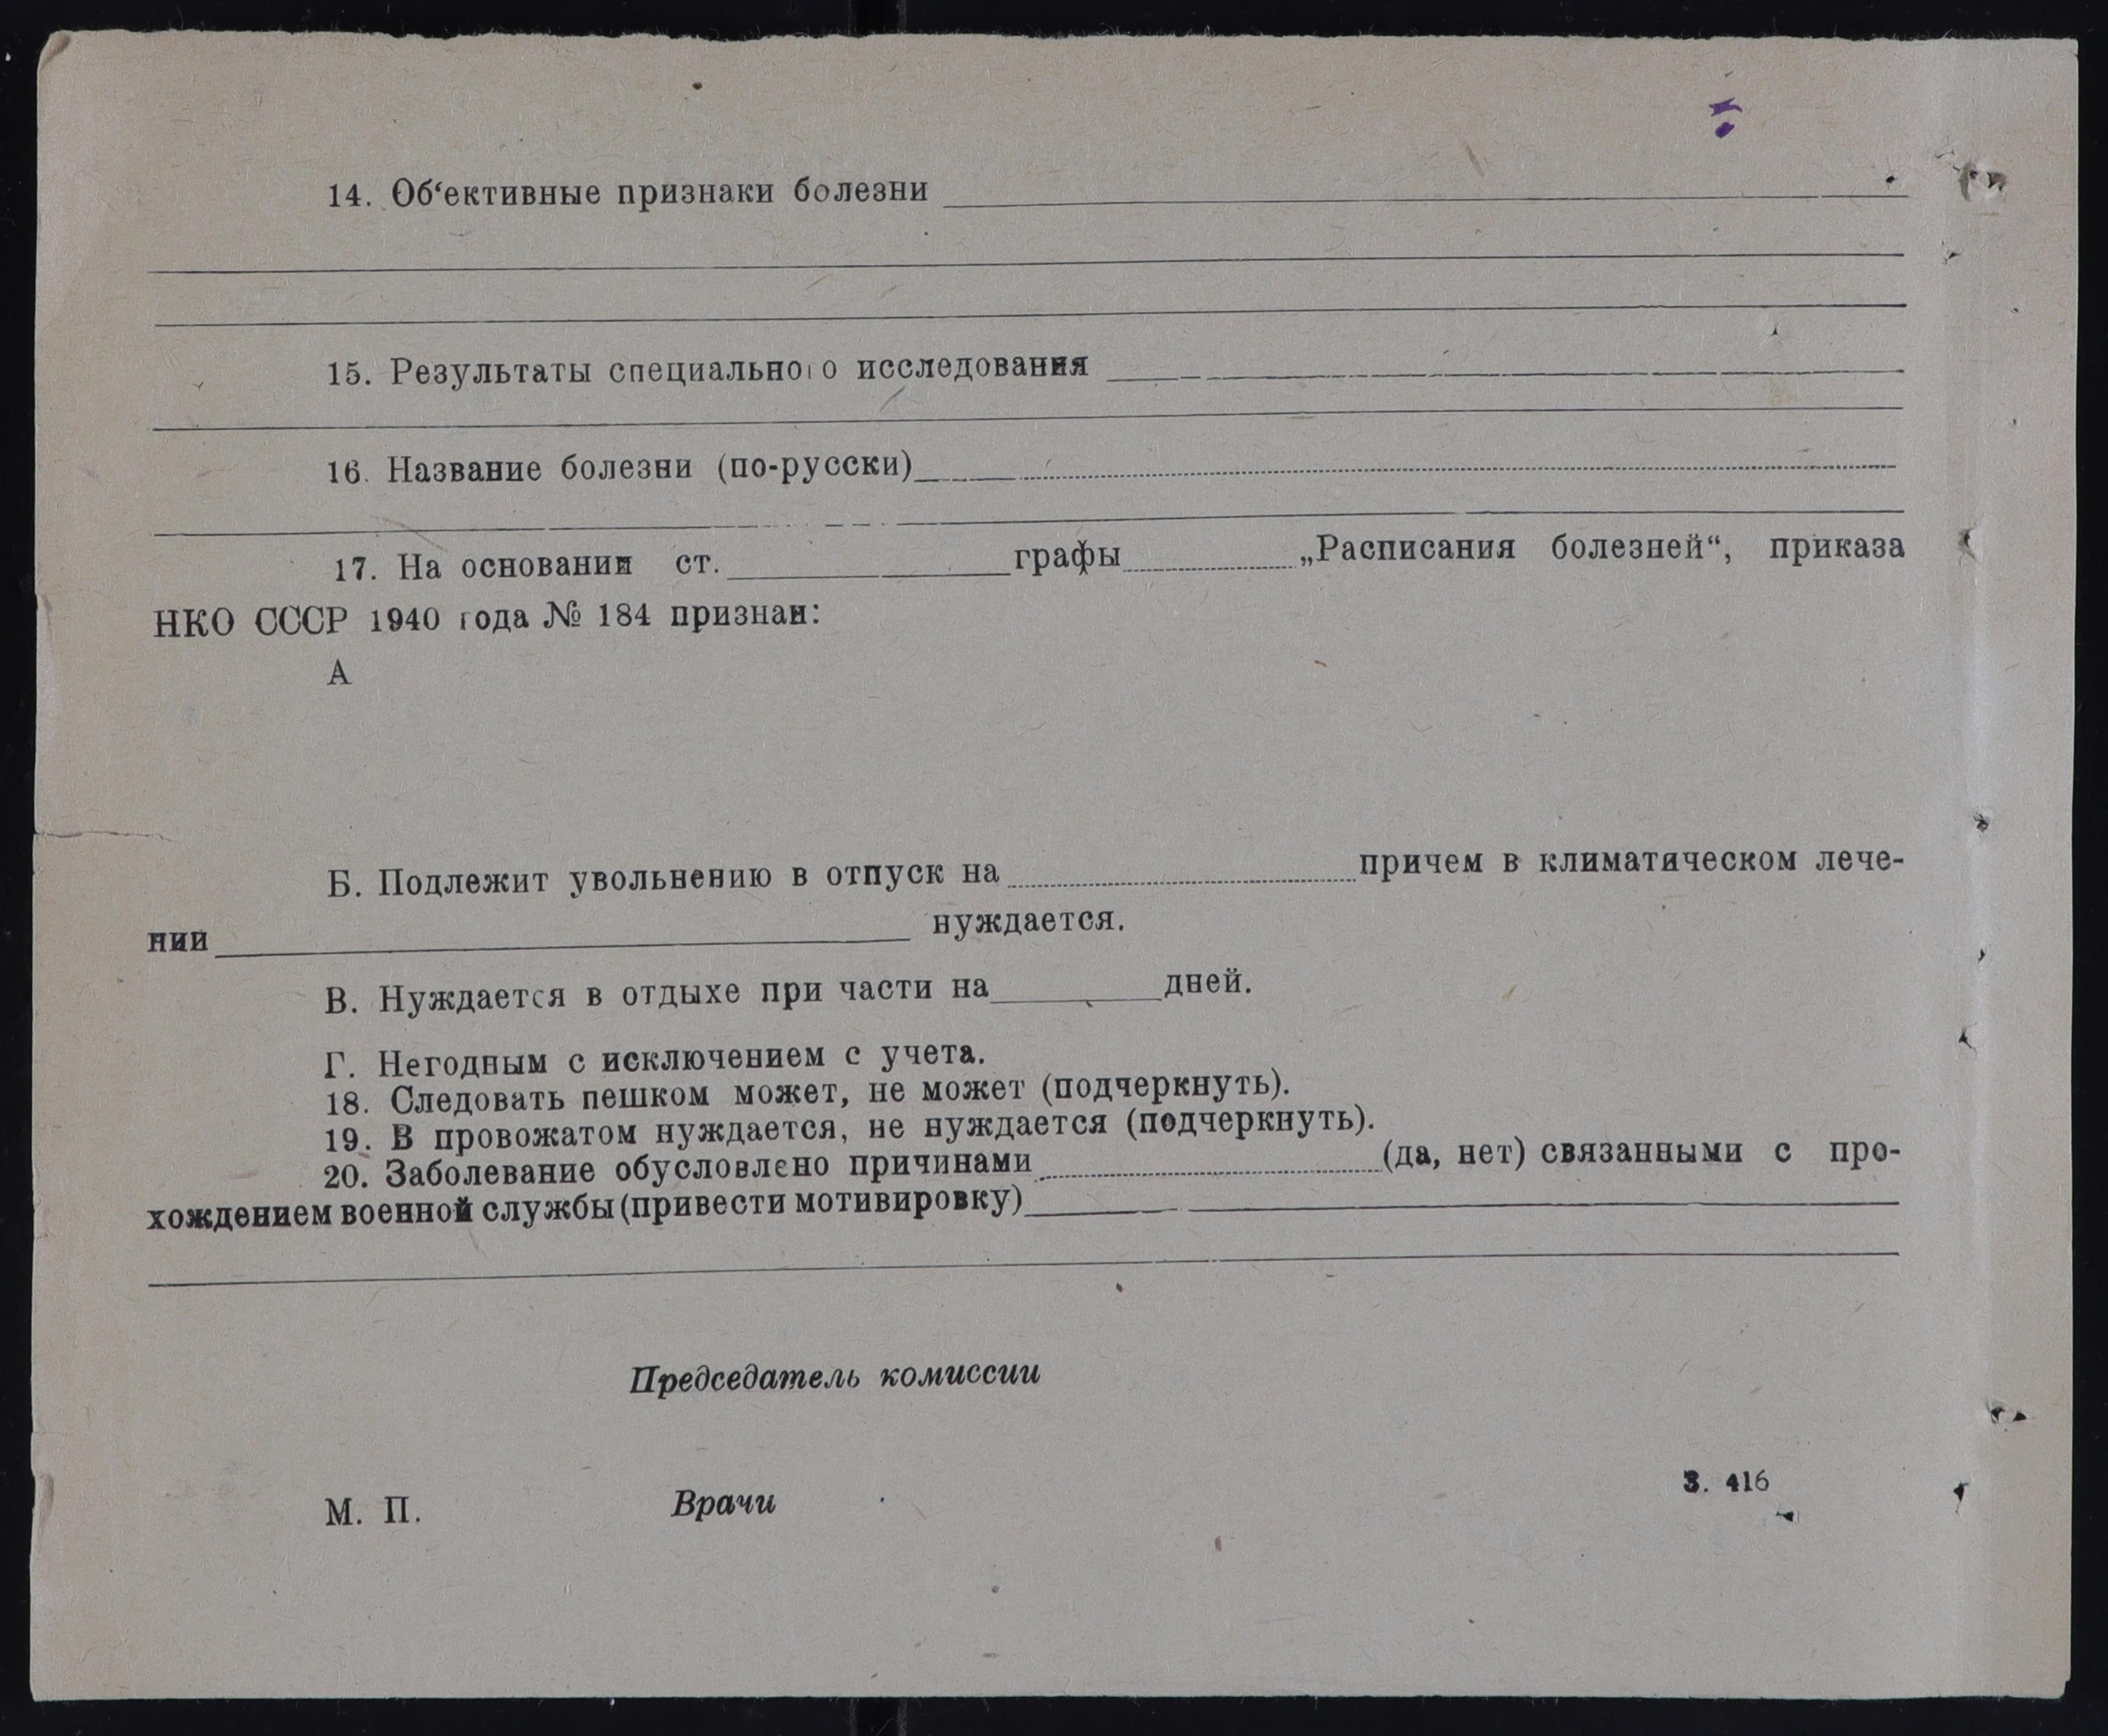 14. Об‘ективные признаки болезни
15. Результаты специального исследования
16. Название болезни (по-русски)
17. На основании ст. графы „Расписания болезней“, приказа
НКО СССР 1940 года № 184 признан:
А
Б. Подлежит увольнению в отпуск на причем в климатическом лече-
нии нуждается.
В. Нуждается в отдыхе при части на дней.
Г. Негодным с исключением с учета.
18. Следовать пешком может, не может (подчеркнуть).
19. В провожатом нуждается, не нуждается (подчеркнуть).
20. Заболевание обусловлено причинами (да, нет) связанными с про-
хождением военной службы (привести мотивировку)
Председатель комиссии
М. П. Врачи
З. 416